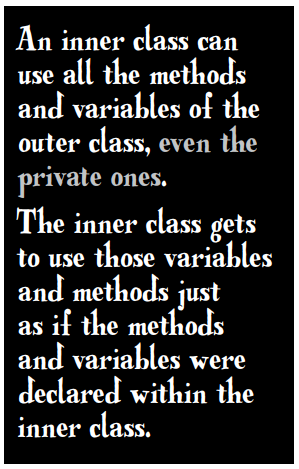 An inner class can
use all the methods
and variables of the
outer class, even the
private ones.
The inner class gets
to use those variables
and methods just
as if the methods
and variables were
declared within the
inner class.